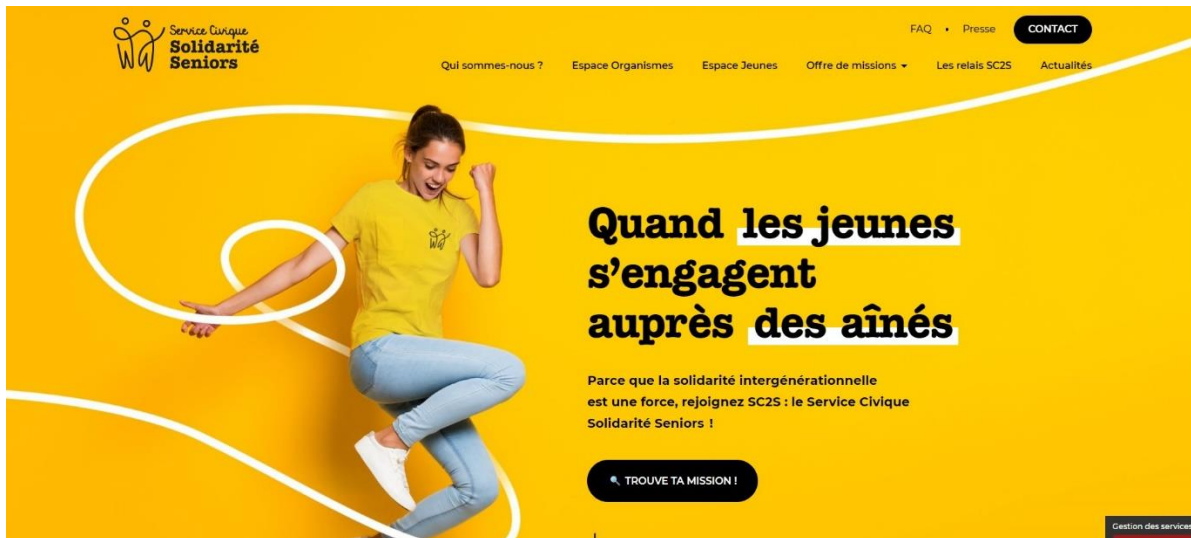 Service Civique
Solidarité
Seniors
FAQ • Presse CONTACT
Qui sommes-nous ? Espace Organismes Espace Jeunes Offre de missions Les relais SC2S Actualités
Quand les jeunes
s’engagent
auprès des aînés
Parce que la solidarité intergénérationnelle
est une force, rejoignez SC2S : le Service Civique
Solidarité Seniors !
TROUVE TA MISSION !
Gestion des services